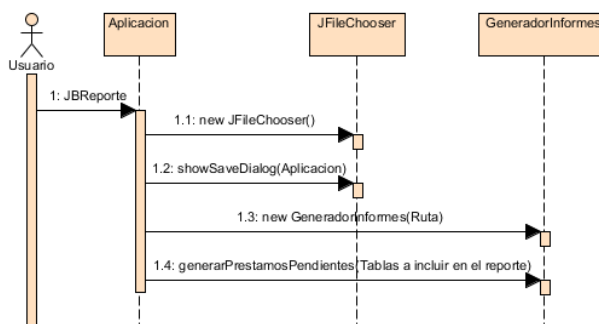 Aplicacion
JFileChooser
GeneradorInformes
Usuario
1: JBReporte
1.1: new JFileChooser()
1.2: showSaveDialog(Aplicacion)
1.3: new GeneradorInformes(Ruta)
1.4: generarPrestamosPendientes(Tablas a incluir en el reporte)